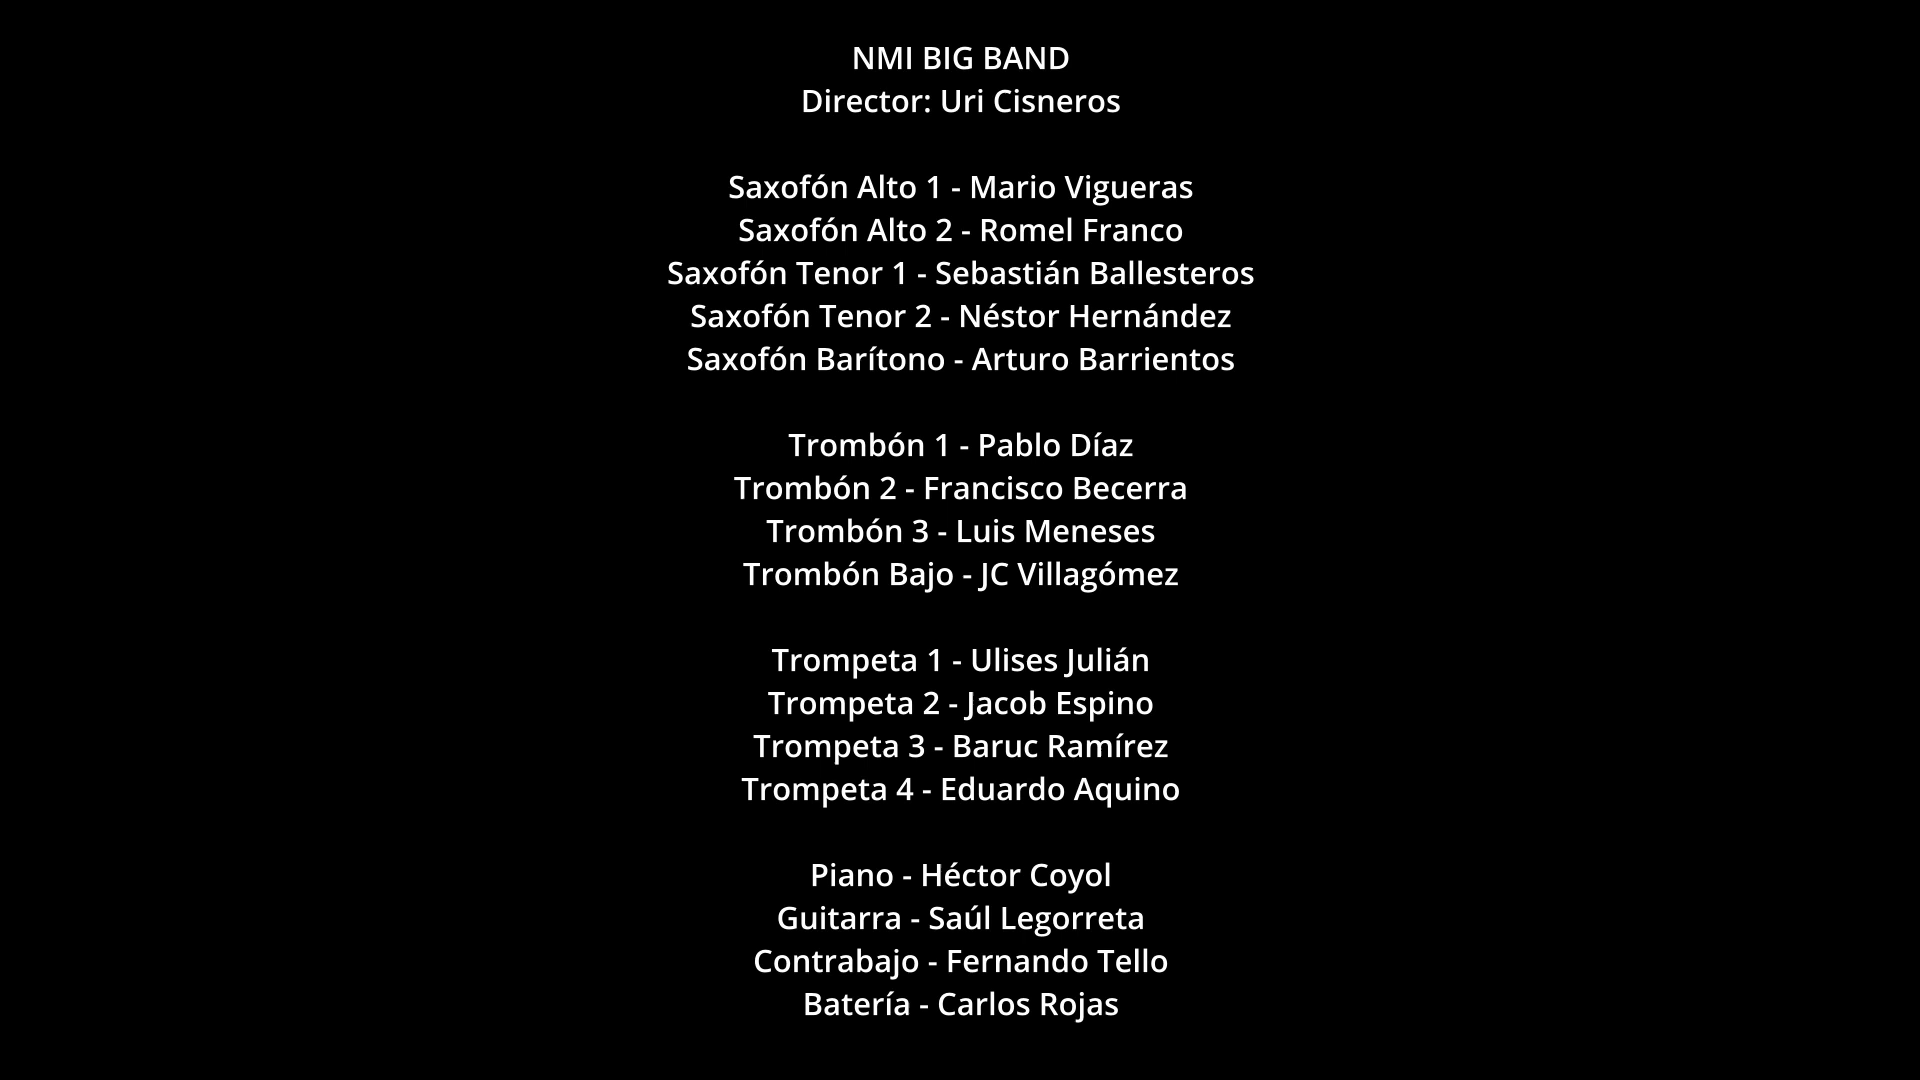 NMI BIG BAND
Director: Uri Cisneros
Saxofón Alto 1 - Mario Vigueras
Saxofón Alto 2 - Romel Franco
Saxofón Tenor 1 - Sebastián Ballesteros
Saxofón Tenor 2 - Néstor Hernández
Saxofón Barítono - Arturo Barrientos
Trombón 1 - Pablo Díaz
Trombón 2 - Francisco Becerra
Trombón 3 - Luis Meneses
Trombón Bajo - JC Villagómez
Trompeta 1 - Ulises Julián
Trompeta 2 - Jacob Espino
Trompeta 3 - Baruc Ramírez
Trompeta 4 - Eduardo Aquino
Piano - Héctor Coyol
Guitarra - Saúl Legorreta
Contrabajo - Fernando Tello
Batería - Carlos Rojas